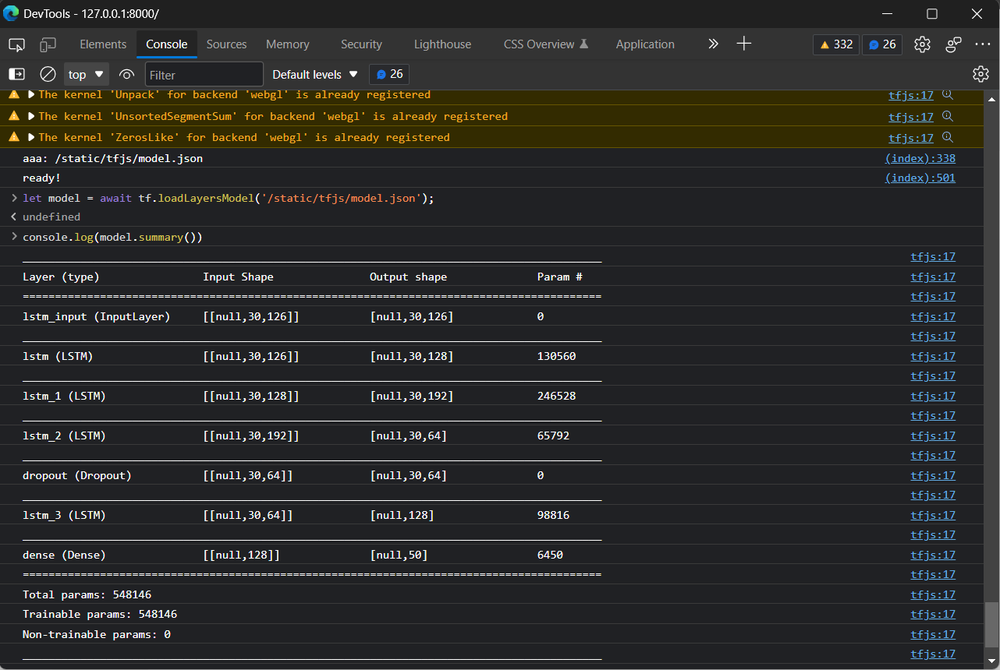 DevTools - 127.0.0.1:8000/
Elements Console Sources Memory Security Lighthouse CSS Overview Application 332 26
top Filter Default levels 26
The kernel 'Unpack' for backend 'webgl' is already registered tfjs:17
The kernel 'UnsortedSegmentSum' for backend 'webgl' is already registered tfjs:17
The kernel 'ZerosLike' for backend 'webgl' is already registered tfjs:17
aaa: /static/tfjs/model.json (index):338
ready! (index):501
> let model = await tf.loadLayersModel('/static/tfjs/model.json');
< undefined
> console.log(model.summary())
_________________________________________________________________ tfjs:17
Layer (type) Input Shape Output shape Param # tfjs:17
========================================================================================== tfjs:17
lstm_input (InputLayer) [[null,30,126]] [null,30,126] 0 tfjs:17
_________________________________________________________________ tfjs:17
lstm (LSTM) [[null,30,126]] [null,30,128] 130560 tfjs:17
_________________________________________________________________ tfjs:17
lstm_1 (LSTM) [[null,30,128]] [null,30,192] 246528 tfjs:17
_________________________________________________________________ tfjs:17
lstm_2 (LSTM) [[null,30,192]] [null,30,64] 65792 tfjs:17
_________________________________________________________________ tfjs:17
dropout (Dropout) [[null,30,64]] [null,30,64] 0 tfjs:17
_________________________________________________________________ tfjs:17
lstm_3 (LSTM) [[null,30,64]] [null,128] 98816 tfjs:17
_________________________________________________________________ tfjs:17
dense (Dense) [[null,128]] [null,50] 6450 tfjs:17
========================================================================================== tfjs:17
Total params: 548146 tfjs:17
Trainable params: 548146 tfjs:17
Non-trainable params: 0 tfjs:17
_________________________________________________________________ tfjs:17